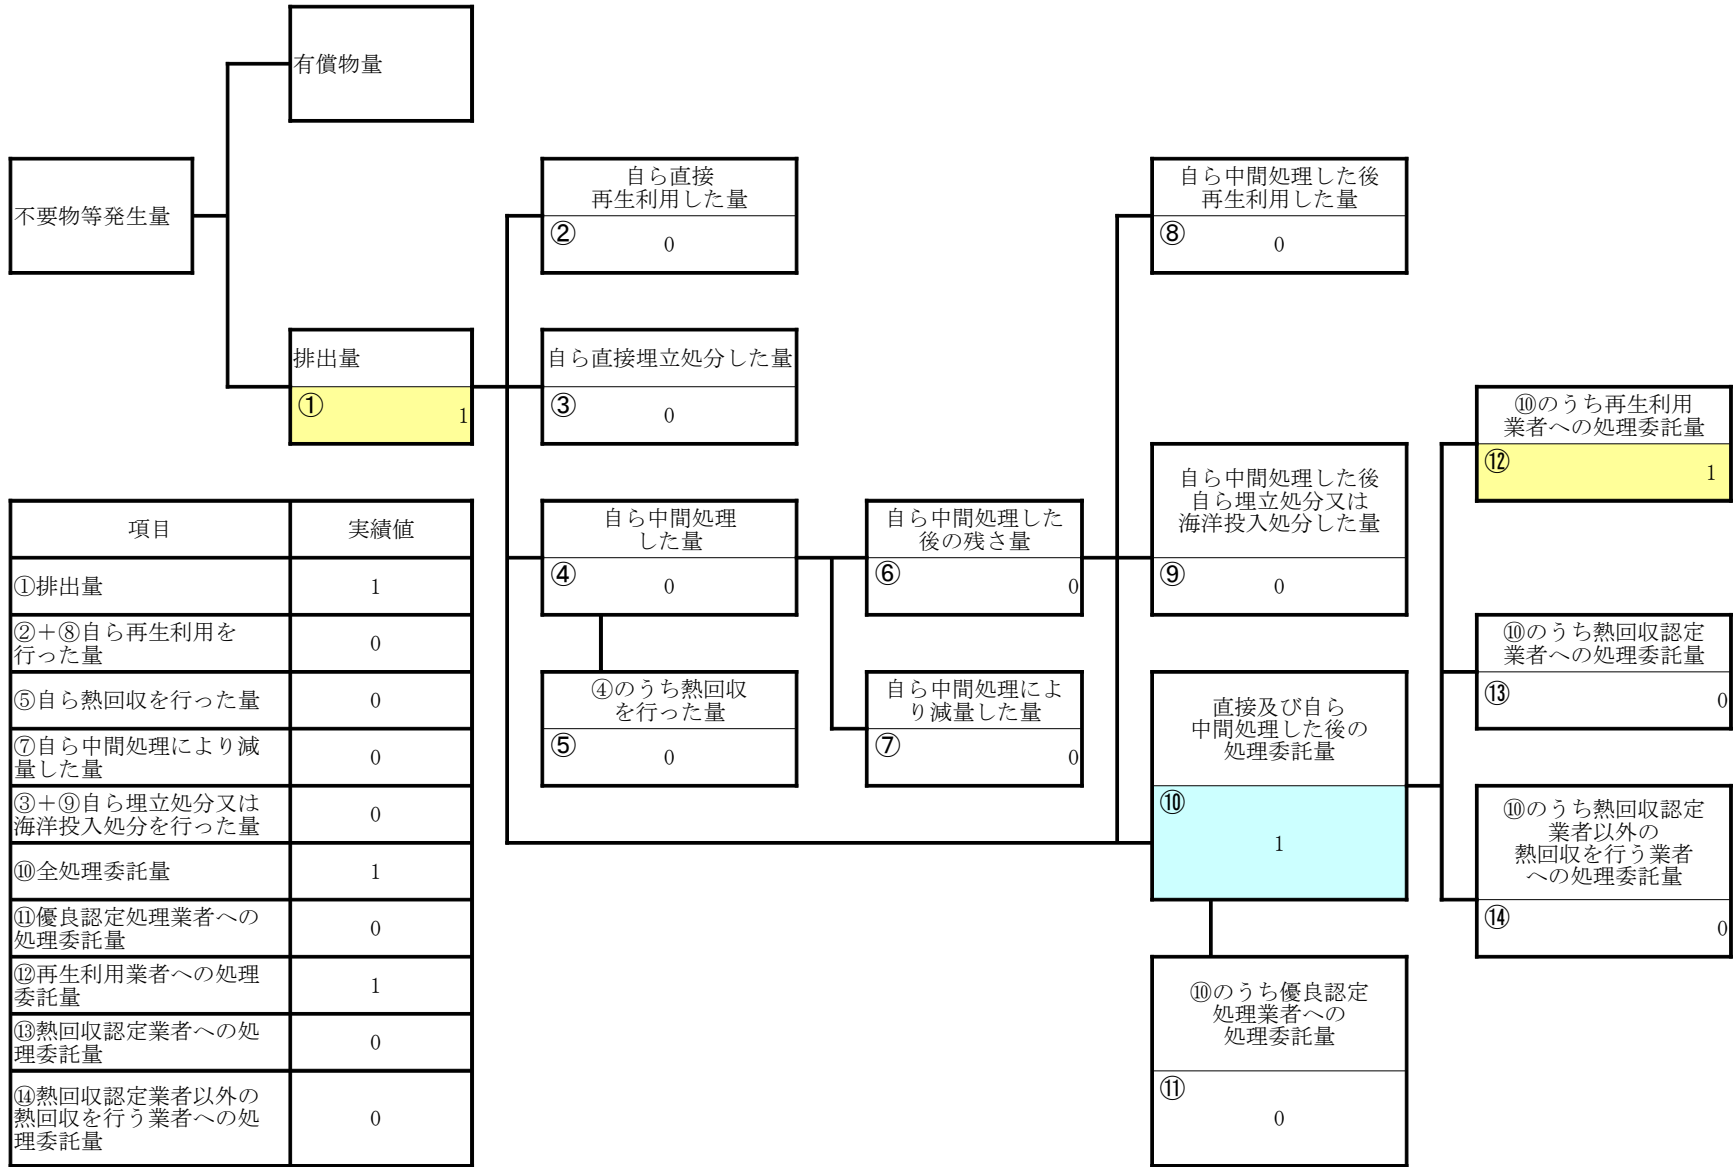 有償物量
不要物等発生量
排出量
①
1
自ら直接
再生利用した量
②
0
自ら直接埋立処分した量
③
0
自ら中間処理
した量
④
0
④のうち熱回収
を行った量
⑤
0
自ら中間処理した
後の残さ量
⑥
0
自ら中間処理によ
り減量した量
⑦
0
自ら中間処理した後
再生利用した量
⑧
0
自ら中間処理した後
自ら埋立処分又は
海洋投入処分した量
⑨
0
直接及び自ら
中間処理した後の
処理委託量
⑩
1
⑩のうち優良認定
処理業者への
処理委託量
⑪
0
⑩のうち再生利用
業者への処理委託量
⑫
1
⑩のうち熱回収認定
業者への処理委託量
⑬
0
⑩のうち熱回収認定
業者以外の
熱回収を行う業者
への処理委託量
⑭
0
項目 実績値
①排出量 1
②＋⑧自ら再生利用を
行った量 0
⑤自ら熱回収を行った量 0
⑦自ら中間処理により減
量した量 0
③＋⑨自ら埋立処分又は
海洋投入処分を行った量 0
⑩全処理委託量 1
⑪優良認定処理業者への
処理委託量 0
⑫再生利用業者への処理
委託量 1
⑬熱回収認定業者への処
理委託量 0
⑭熱回収認定業者以外の
熱回収を行う業者への処
理委託量 0